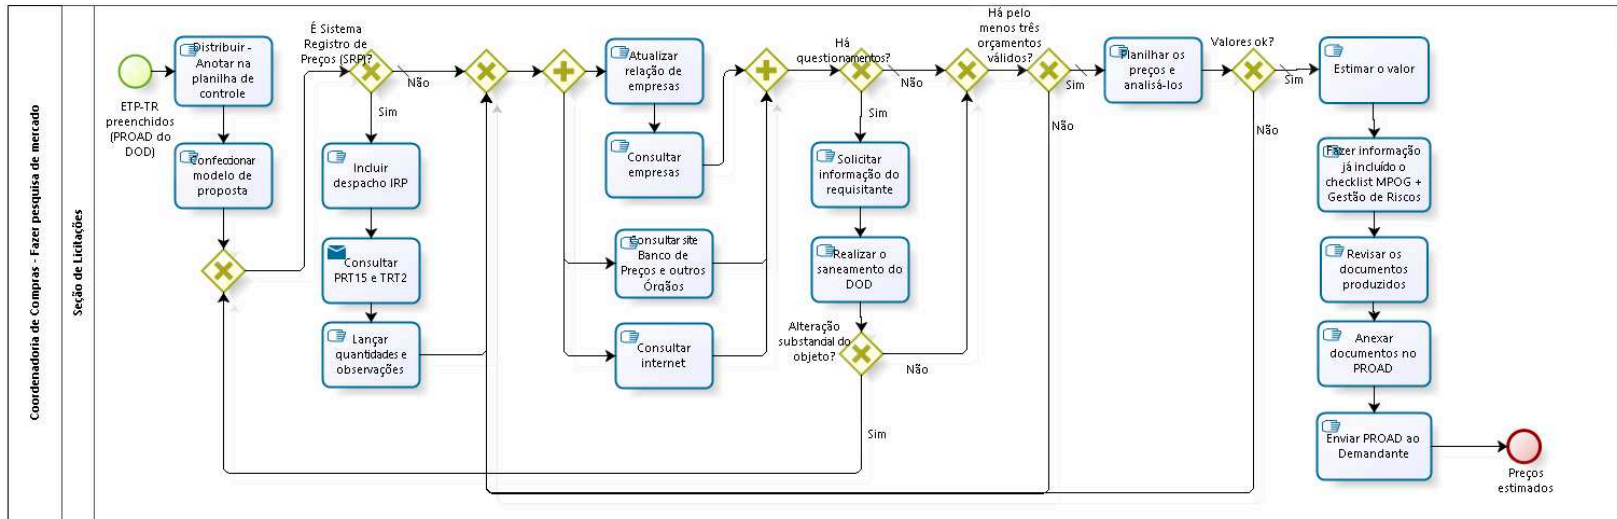 Coordenadoria de Compras - Fazer pesquisa de mercado
Seção de Licitações
ETP-TR
preenchidos
(PROAD do
DOD)
Distribuir -
Anotar na
planilha de
controle
Confeccionar
modelo de
proposta
É Sistema
Registro de
Preços (SRP)?
Não
Sim
Incluir
despacho IRP
Consultar
PRT15 e TRT2
Lançar
quantidades e
observações
Atualizar
relação de
empresas
Consultar
empresas
Consultar site
Banco de
Preços e outros
Órgãos
Consultar
internet
Há
questionamentos?
Não
Sim
Solicitar
informação do
requisitante
Realizar o
saneamento do
DOD
Alteração
substancial do
objeto?
Não
Sim
Há pelo
menos três
orçamentos
válidos?
Sim
Não
Planilhar os
preços e
analisá-los
Valores ok?
Sim
Não
Estimar o valor
Fazer informação
já incluído o
checklist MPOG +
Gestão de Riscos
Revisar os
documentos
produzidos
Anexar
documentos no
PROAD
Enviar PROAD ao
Demandante
Preços
estimados